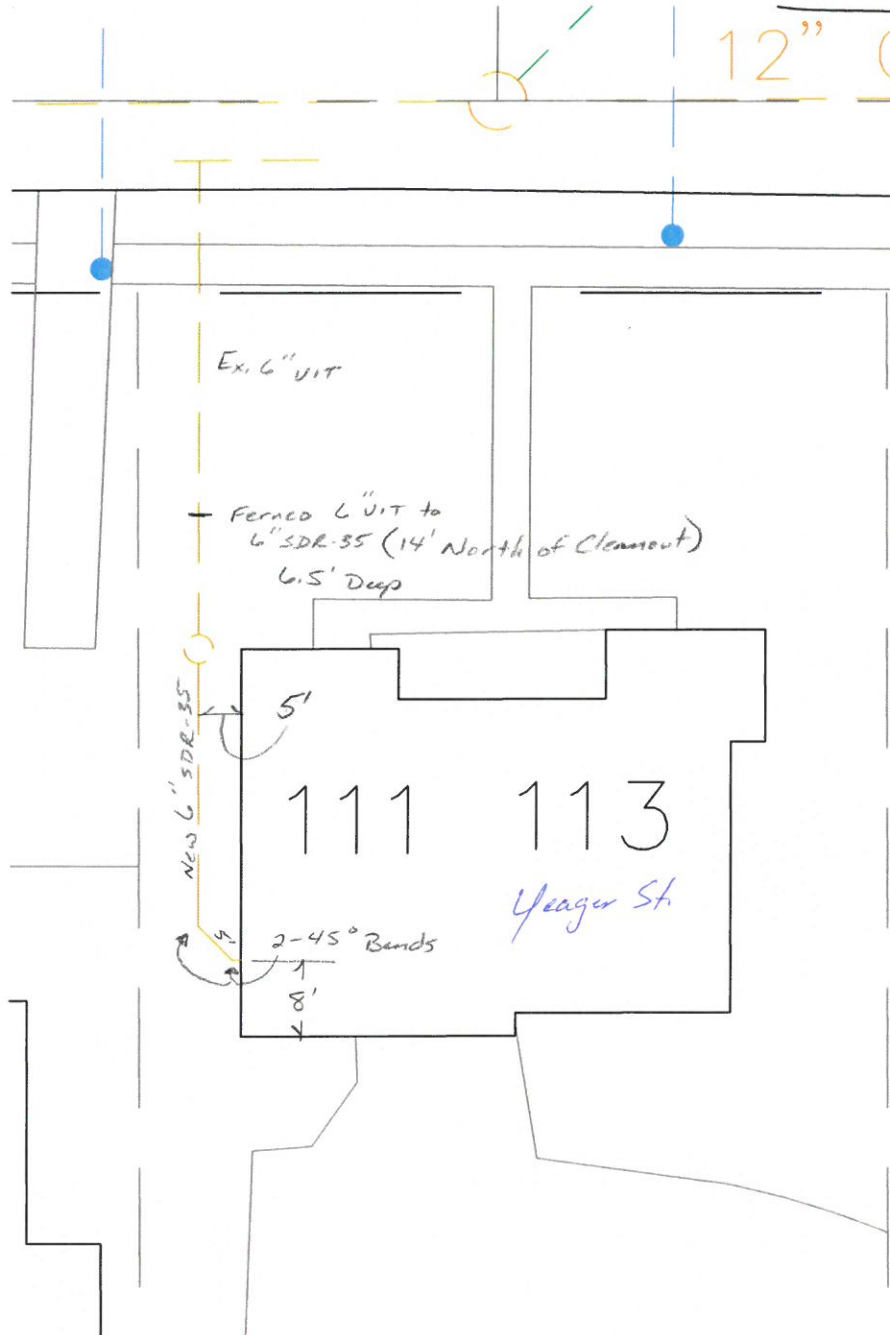 12"
Ex. 6" VIT
Fernco 6" VIT to
6" SDR-35 (14' North of Cleanout)
6.5' Deep
5'
New 6" SDR-35
111 113
Yeager St.
2-45° Bends
8'